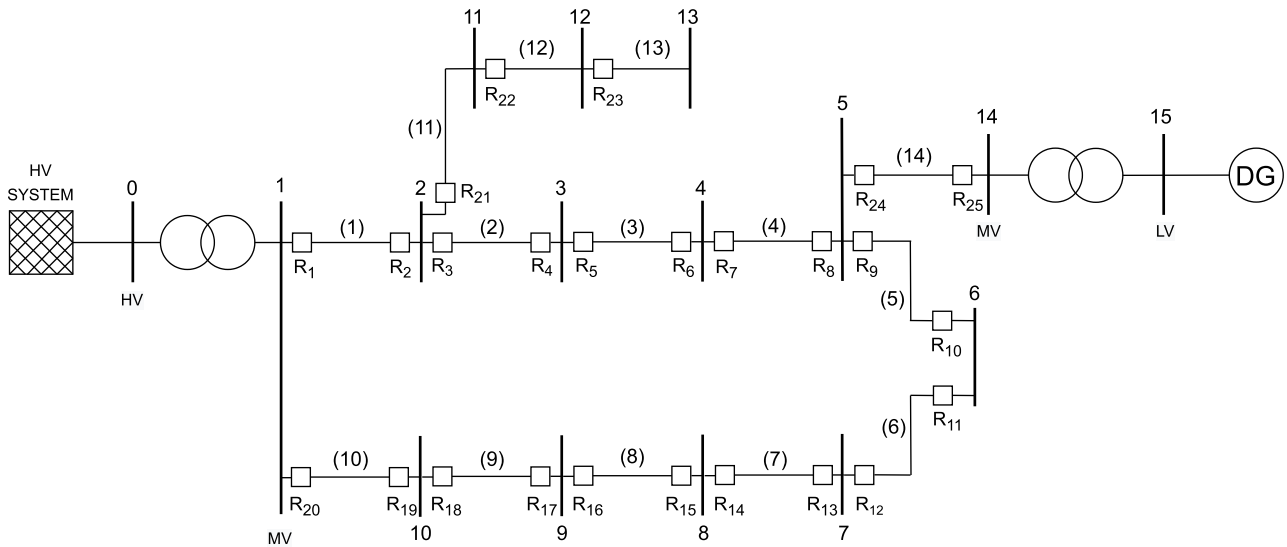 11 12 13
(12) (13)
R22 R23
5
14 15
(11)
(14)
HV
SYSTEM
DG
0 1 2 R21 3 4
R24 R25
MV LV
(1) (2) (3) (4)
R1 R2 R3 R4 R5 R6 R7 R8 R9
HV
(5) 6
R10
R11
(6)
(10) (9) (8) (7)
R20 R19 R18 R17 R16 R15 R14 R13 R12
MV 10 9 8 7